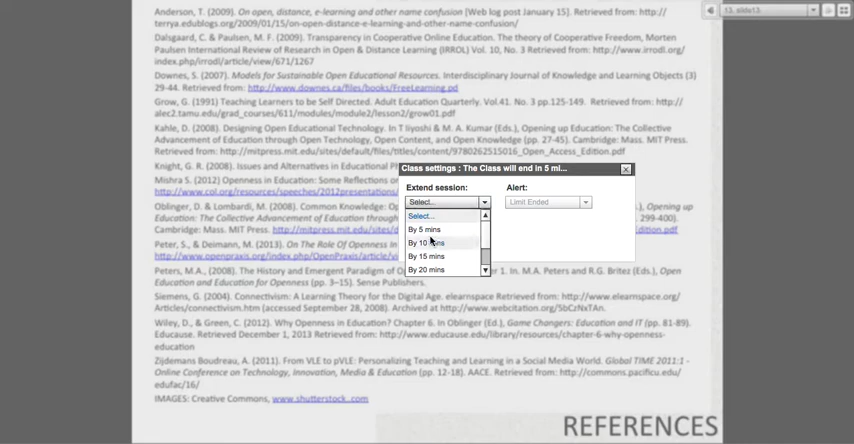 Anderson, T. (2009). On open, distance, e-learning and other name confusion [Web log post January 15]. Retrieved from: http://
terrya.edublogs.org/2009/01/15/on-open-distance-e-learning-and-other-name-confusion/
13. slide13.
Dalsgaard, C. & Paulsen, M. F. (2009). Transparency in Cooperative Online Education. The theory of Cooperative Freedom, Morten
Paulsen International Review of Research in Open & Distance Learning (IRROL) Vol. 10, No. 3 Retrieved from: http://www.irrodl.org/
index.php/irrodl/article/view/671/1267
Downes, S. (2007). Models for Sustainable Open Educational Resources. Interdisciplinary Journal of Knowledge and Learning Objects (3)
29-44. Retrieved from: http://www.downes.ca/files/books/FreeLearning.pd
Grow, G. (1991) Teaching Learners to be Self Directed. Adult Education Quarterly. Vol.41. No. 3 pp.125-149. Retrieved from: http://
alec2.tamu.edu/grad_courses/611/modules/module2/lesson2/grow01.pdf
Kahle, D. (2008). Designing Open Educational Technology. In T Iiyoshi & M. A. Kumar (Eds.), Opening up Education: The Collective
Advancement of Education through Open Technology, Open Content, and Open Knowledge (pp. 27-45). Cambridge: Mass. MIT Press.
Retrieved from: http://mitpress.mit.edu/sites/default/files/titles/content/9780262515016_Open_Access_Edition.pdf
Knight, G. R. (2008). Issues and Alternatives in Educational Ph
Mishra S. (2012) Openness in Education: Some Reflections
http://www.col.org/resources/speeches/2012presentations/
Oblinger, D. & Lombardi, M. (2008). Common Knowledge: Op
Opening up
Education: The Collective Advancement of Education through
299-400).
Cambridge: Mass. MIT Press. http://mitpress.mit.edu/sites/de
dition.pdf
Peter, S., & Deimann, M. (2013). On The Role Of Openness In E
http://www.openpraxis.org/index.php/OpenPraxis/article/v
Class settings : The Class will end in 5 mi...
Extend session:
Alert:
Select...
Limit Ended
Select...
By 5 mins
By 10 mins
By 15 mins
By 20 mins
Peters, M.A., (2008). The History and Emergent Paradigm of Op
r 1. In. M.A. Peters and R.G. Britez (Eds.), Open
Education and Education for Openness (pp. 3–15). Sense Publishers.
Siemens, G. (2004). Connectivism: A Learning Theory for the Digital Age. elearnspace Retrieved from: http://www.elearnspace.org/
Articles/connectivism.htm (accessed September 28, 2008). Archived at http://www.webcitation.org/5bCzNxTAn.
Wiley, D., & Green, C. (2012). Why Openness in Education? Chapter 6. In Oblinger (Ed.), Game Changers: Education and IT (pp. 81-89).
Educause. Retrieved December 1, 2013 Retrieved from: http://www.educause.edu/library/resources/chapter-6-why-openness-
education
Zijdemans Boudreau, A. (2011). From VLE to pVLE: Personalizing Teaching and Learning in a Social Media World. Global TIME 2011:1 -
Online Conference on Technology, Innovation, Media & Education (pp. 12-18). AACE. Retrieved from: http://commons.pacificu.edu/
edufac/16/
IMAGES: Creative Commons, www.shutterstock.com
REFERENCES